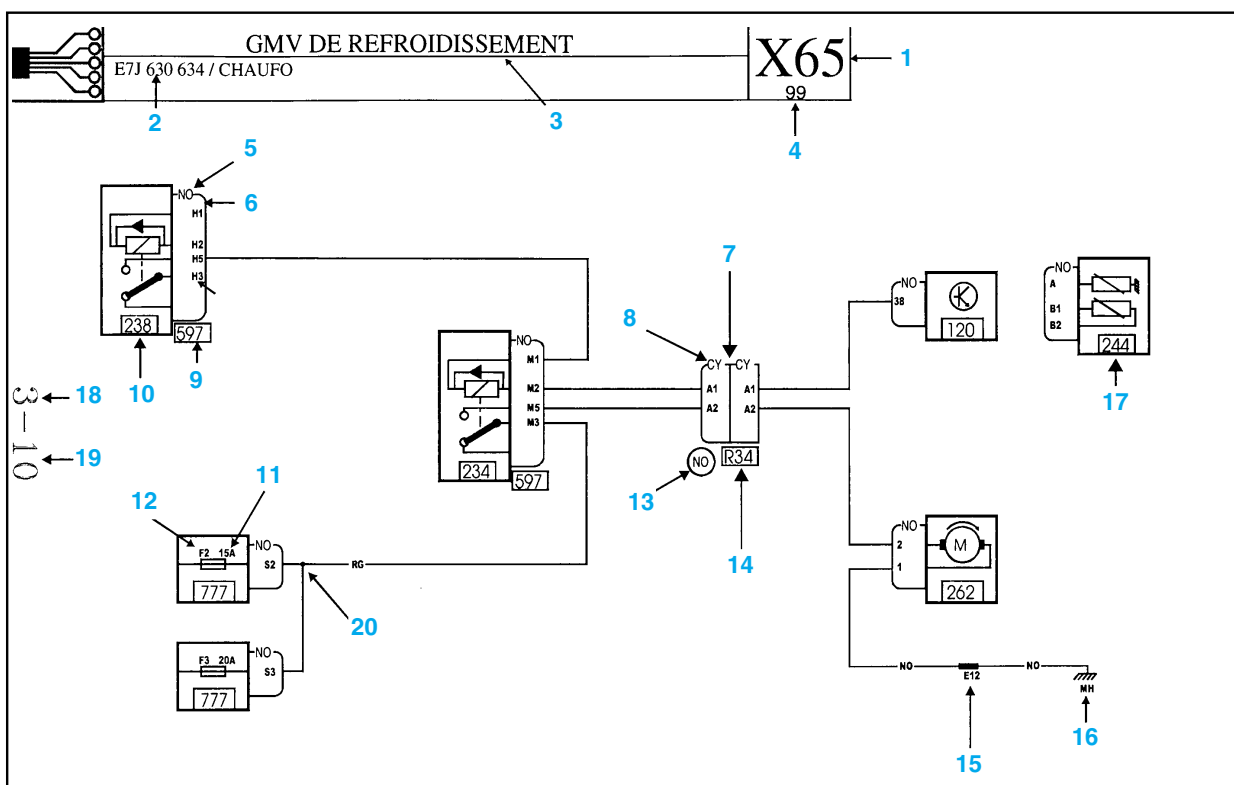 GMV DE REFROIDISSEMENT
E7J 630 634 / CHAUFO
X65
99
1
2
3
4
5
6
NO
H1
H2
H5
H3
238
597
10
9
7
8
NO
M1
M2
M5
M3
234
597
CY
CY
A1
A2
A1
A2
NO
R34
13
14
NO
38
120
NO
A
B1
B2
244
17
3-10
18
19
12
11
F2 15A
NO
S2
777
RG
20
F3 20A
NO
S3
777
NO
2
1
M
262
NO
E12
NO
MH
15
16